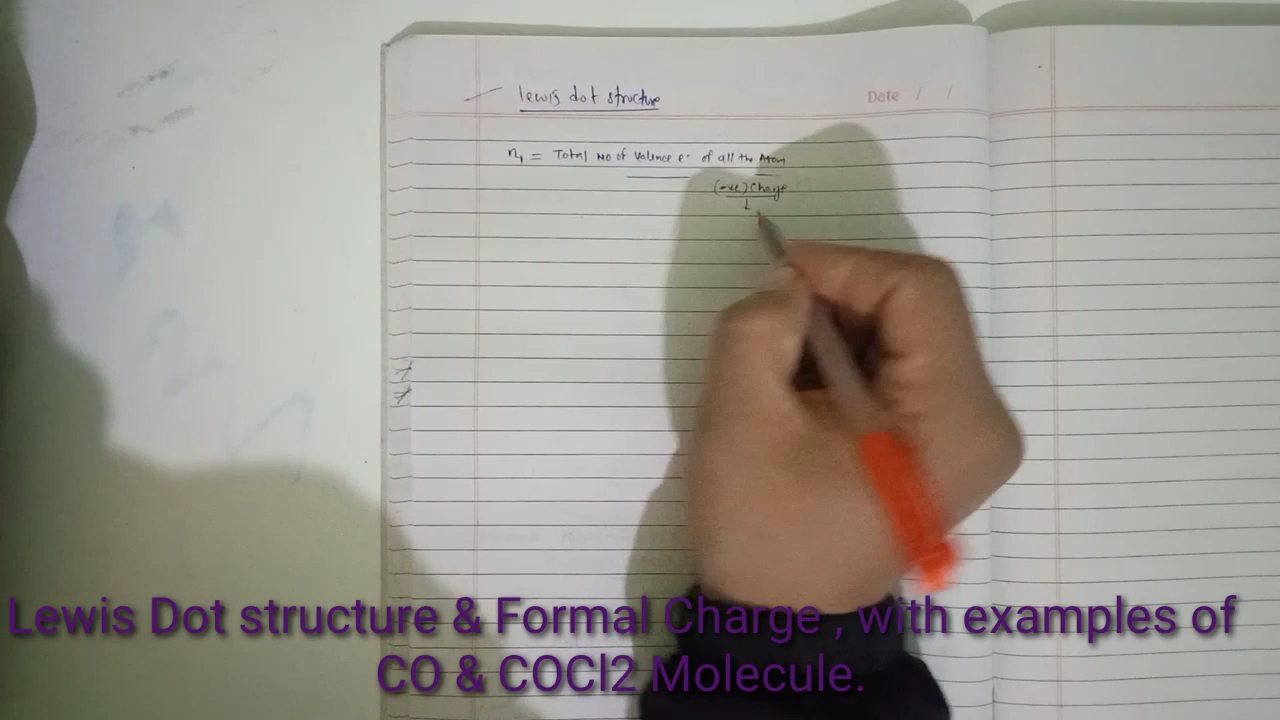 lewis dot structure
Date / /
n1 = Total No of Valence e- of all the Atom
(-ve) Charge
↓
Lewis Dot structure & Formal Charge , with examples of
CO & COCl2 Molecule.